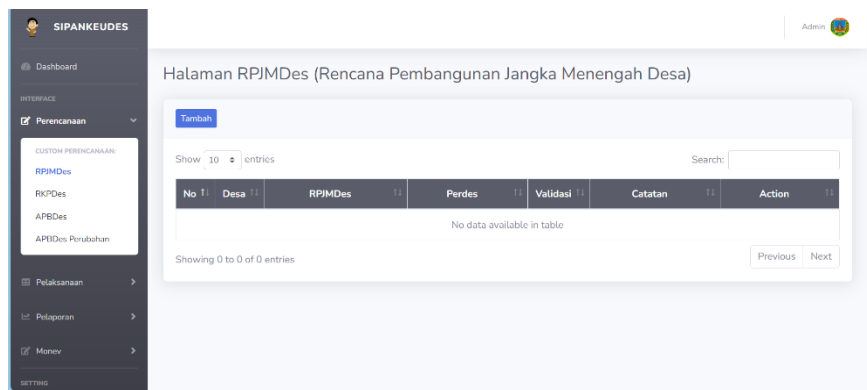 SIPANKEUDES
Admin
Dashboard
INTERFACE
Perencanaan
CUSTOM PERENCANAAN:
RPJMDes
RKPDes
APBDes
APBDes Perubahan
Pelaksanaan
Pelaporan
Monev
SETTING
Halaman RPJMDes (Rencana Pembangunan Jangka Menengah Desa)
Tambah
Show 10 entries
Search:
No Desa RPJMDes Perdes Validasi Catatan Action
No data available in table
Showing 0 to 0 of 0 entries
Previous Next